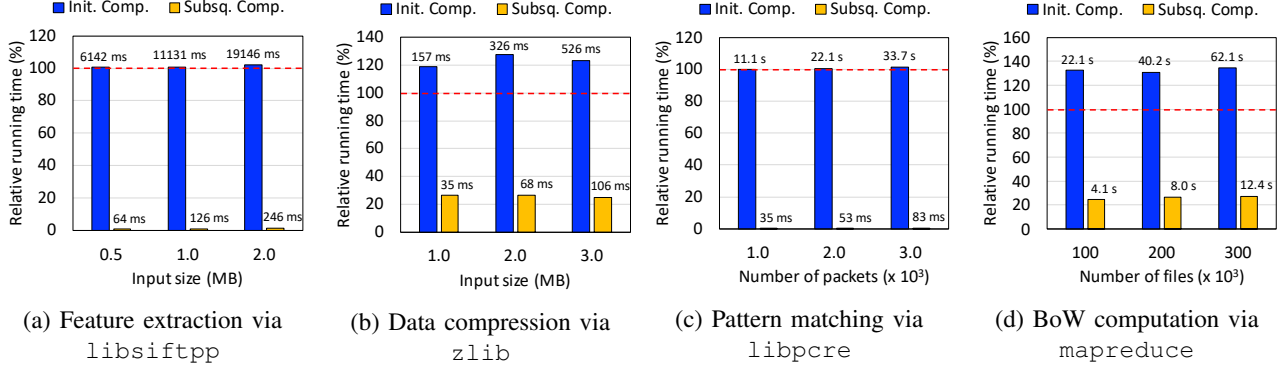 Init. Comp. Subsq. Comp.
Relative running time (%)
120
100
80
60
40
20
0
6142 ms
11131 ms
19146 ms
64 ms
126 ms
246 ms
0.5 1.0 2.0
Input size (MB)
(a) Feature extraction via
libsiftpp
Init. Comp. Subsq. Comp.
Relative running time (%)
140
120
100
80
60
40
20
0
157 ms
326 ms
526 ms
35 ms
68 ms
106 ms
1.0 2.0 3.0
Input size (MB)
(b) Data compression via
zlib
Init. Comp. Subsq. Comp.
Relative running time (%)
120
100
80
60
40
20
0
11.1 s
22.1 s
33.7 s
35 ms
53 ms
83 ms
1.0 2.0 3.0
Number of packets (x 10³)
(c) Pattern matching via
libpcre
Init. Comp. Subsq. Comp.
Relative running time (%)
160
140
120
100
80
60
40
20
0
22.1 s
40.2 s
62.1 s
4.1 s
8.0 s
12.4 s
100 200 300
Number of files (x 10³)
(d) BoW computation via
mapreduce